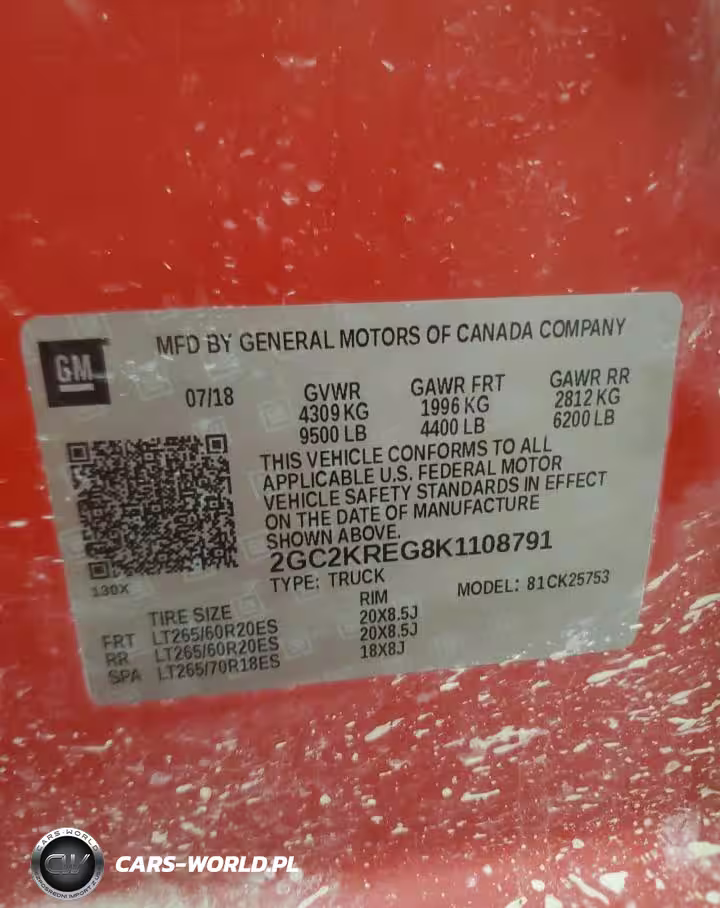 GM
MFD BY GENERAL MOTORS OF CANADA COMPANY
07/18
GVWR
4309 KG
9500 LB
GAWR FRT
1996 KG
4400 LB
GAWR RR
2812 KG
6200 LB
THIS VEHICLE CONFORMS TO ALL
APPLICABLE U.S. FEDERAL MOTOR
VEHICLE SAFETY STANDARDS IN EFFECT
ON THE DATE OF MANUFACTURE
SHOWN ABOVE.
2GC2KREG8K1108791
130X
TYPE: TRUCK
MODEL: 81CK25753
TIRE SIZE RIM
FRT LT265/60R20ES 20X8.5J
RR LT265/60R20ES 20X8.5J
SPA LT265/70R18ES 18X8J
CARS-WORLD
CW
CARS-WORLD.PL